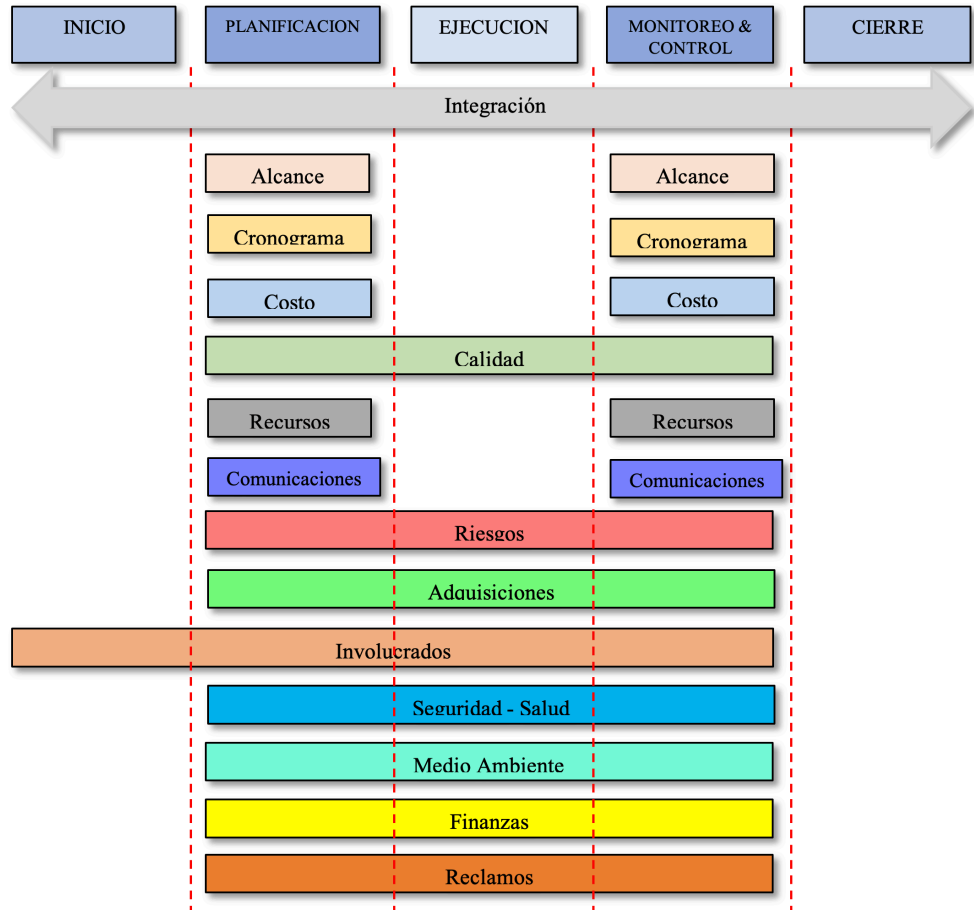 INICIO
PLANIFICACION
EJECUCION
MONITOREO &
CONTROL
CIERRE
Integración
Alcance
Alcance
Cronograma
Cronograma
Costo
Costo
Calidad
Recursos
Recursos
Comunicaciones
Comunicaciones
Riesgos
Adquisiciones
Involucrados
Seguridad - Salud
Medio Ambiente
Finanzas
Reclamos